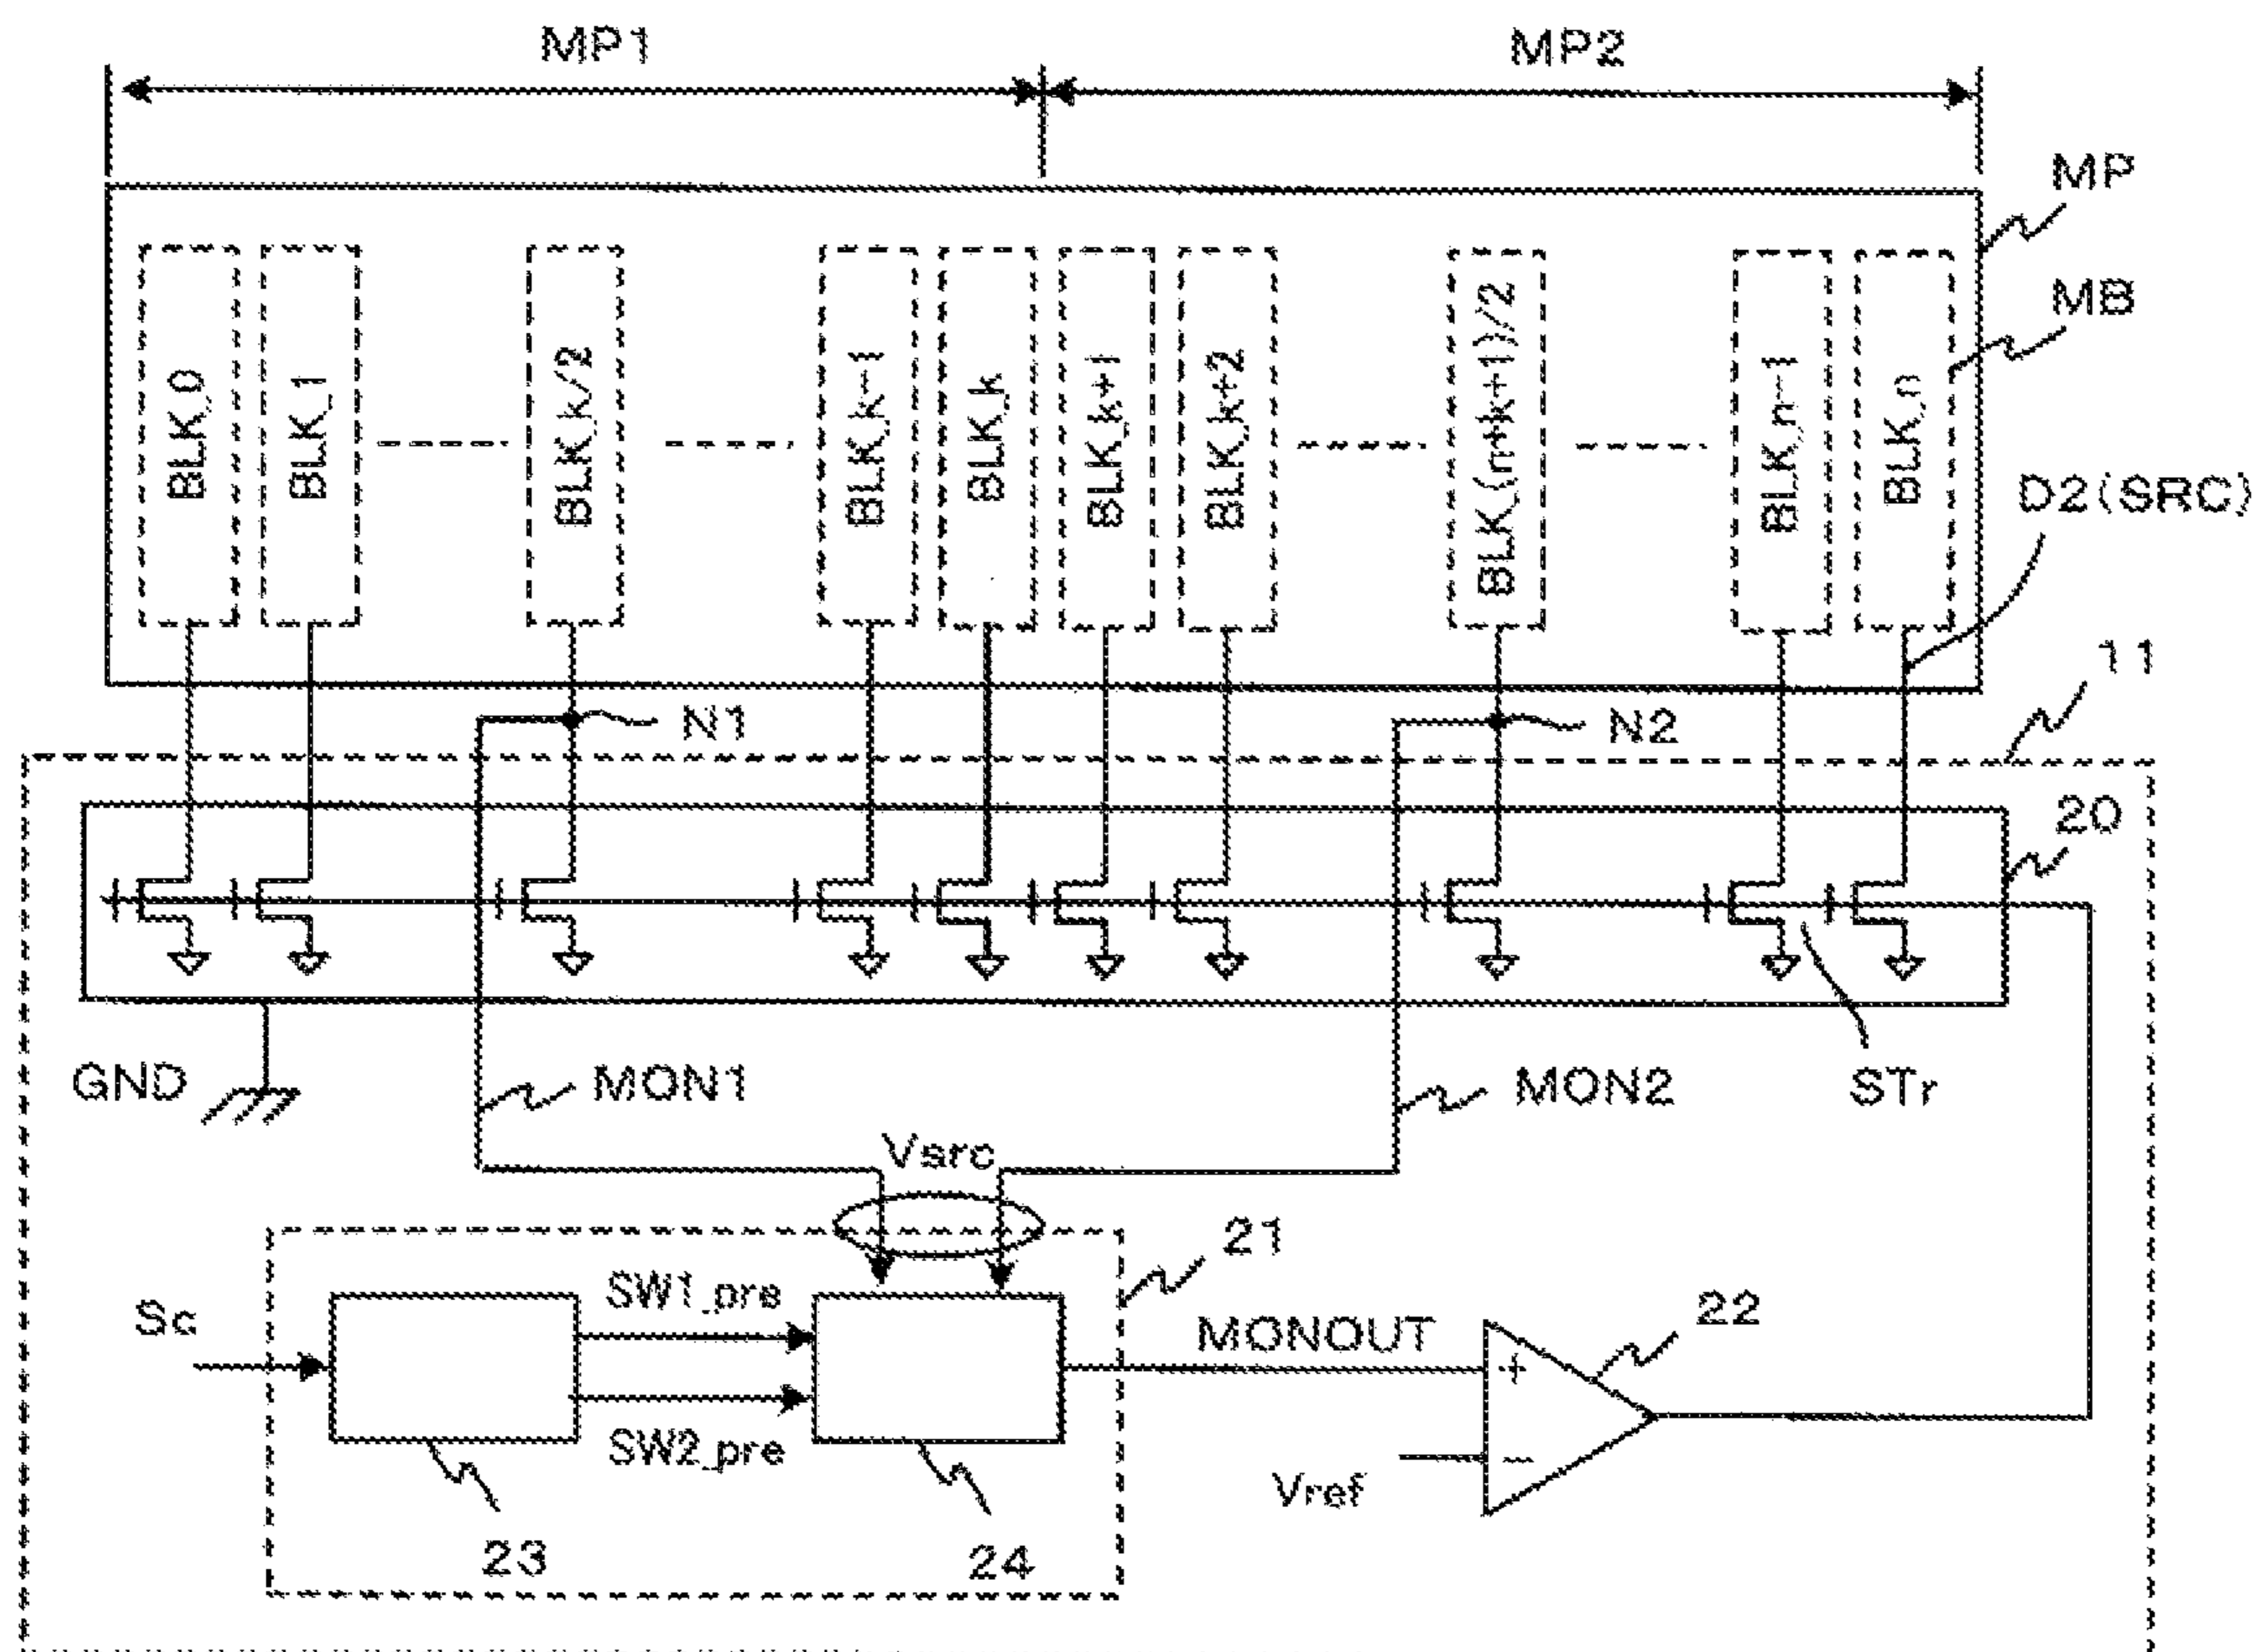 MP1
MP2
MP
MB
BLK_0
BLK_1
BLK_k/2
BLK_k-1
BLK_k
BLK_k+1
BLK_k+2
BLK_(n+k+1)/2
BLK_n-1
BLK_n
D2(SRC)
11
N1
N2
20
GND
MON1
MON2
STr
Vsrc
21
Sc
SW1_pre
SW2_pre
MONOUT
22
+
−
Vref
23
24